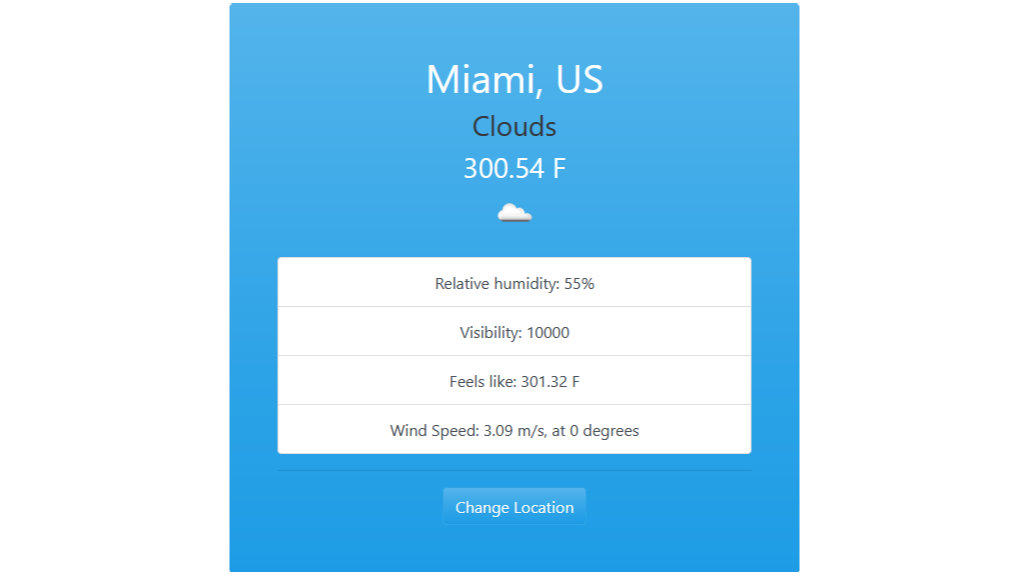 Miami, US
Clouds
300.54 F
Relative humidity: 55%
Visibility: 10000
Feels like: 301.32 F
Wind Speed: 3.09 m/s, at 0 degrees
Change Location